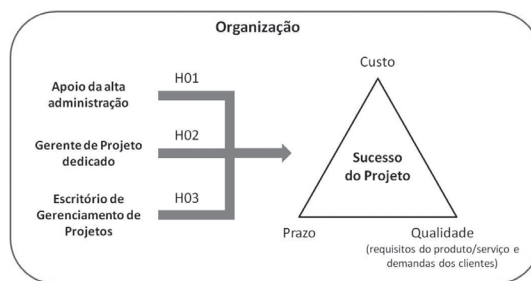 Organização
Apoio da alta
administração
H01
Gerente de Projeto
dedicado
H02
Escritório de
Gerenciamento de
Projetos
H03
Custo
Sucesso
do Projeto
Prazo
Qualidade
(requisitos do produto/serviço e
demandas dos clientes)